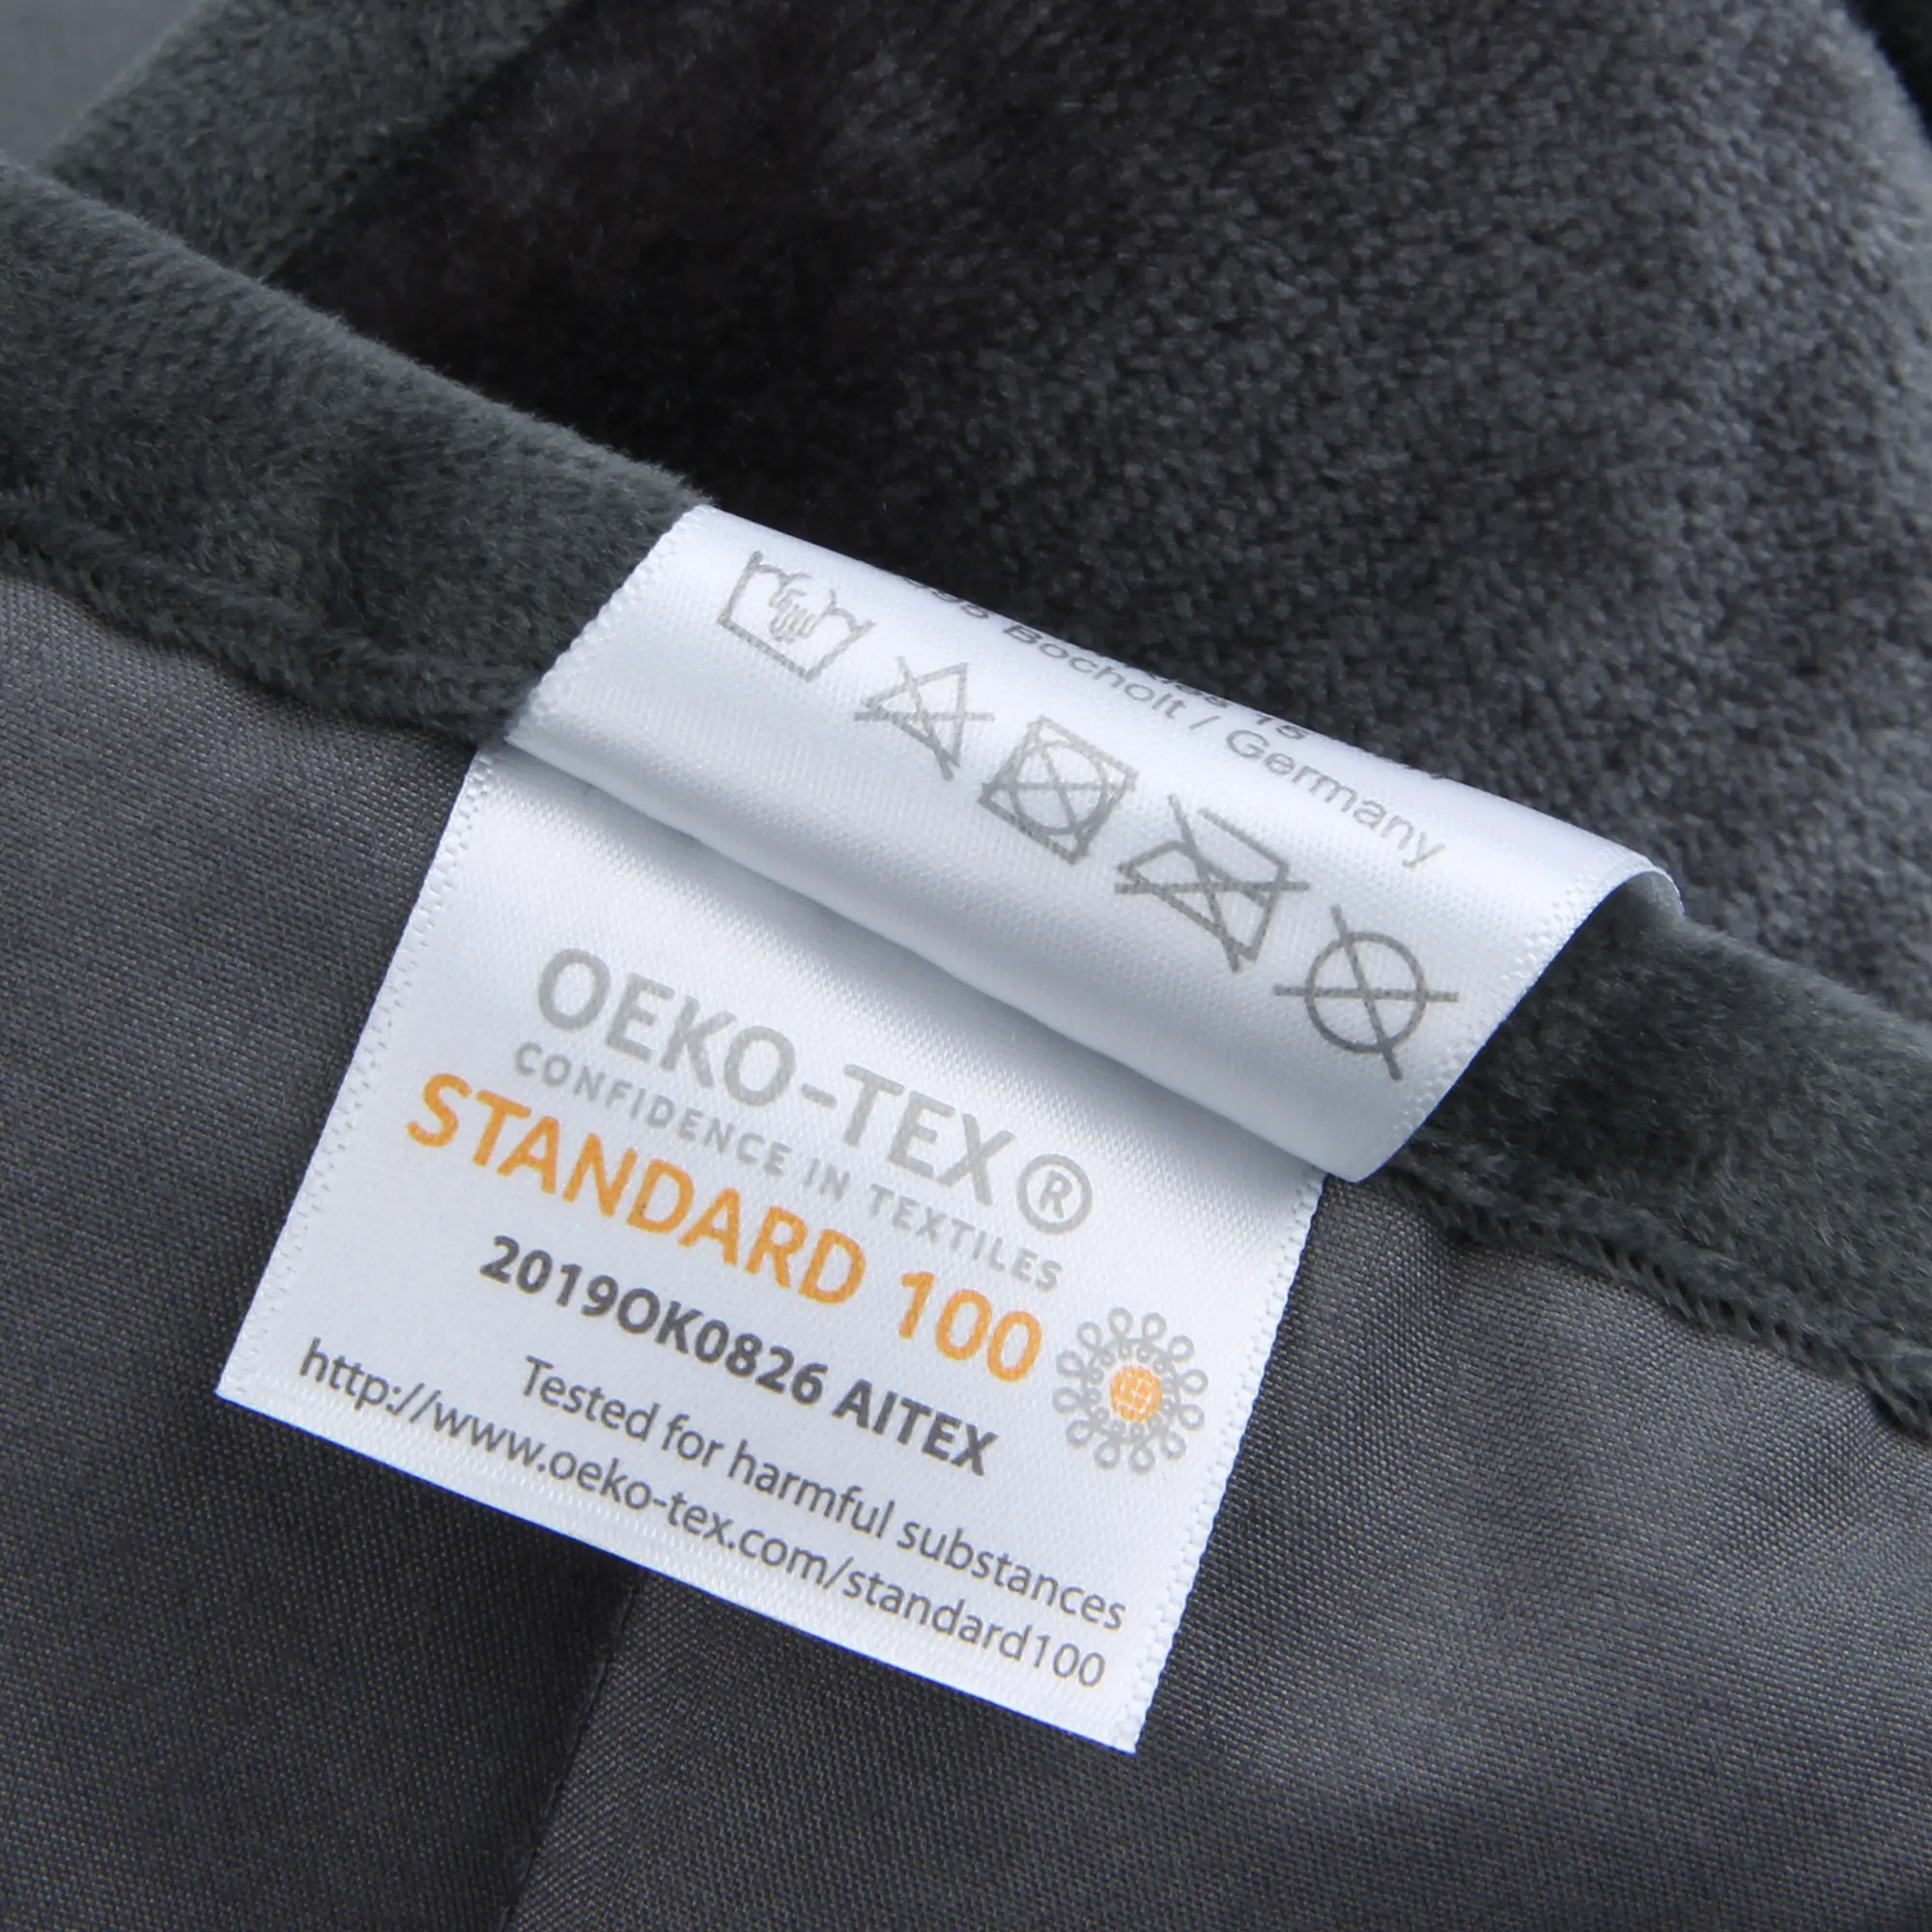 Bocholt / Germany
OEKO-TEX®
CONFIDENCE IN TEXTILES
STANDARD 100
2019OK0826 AITEX
Tested for harmful substances
http://www.oeko-tex.com/standard100